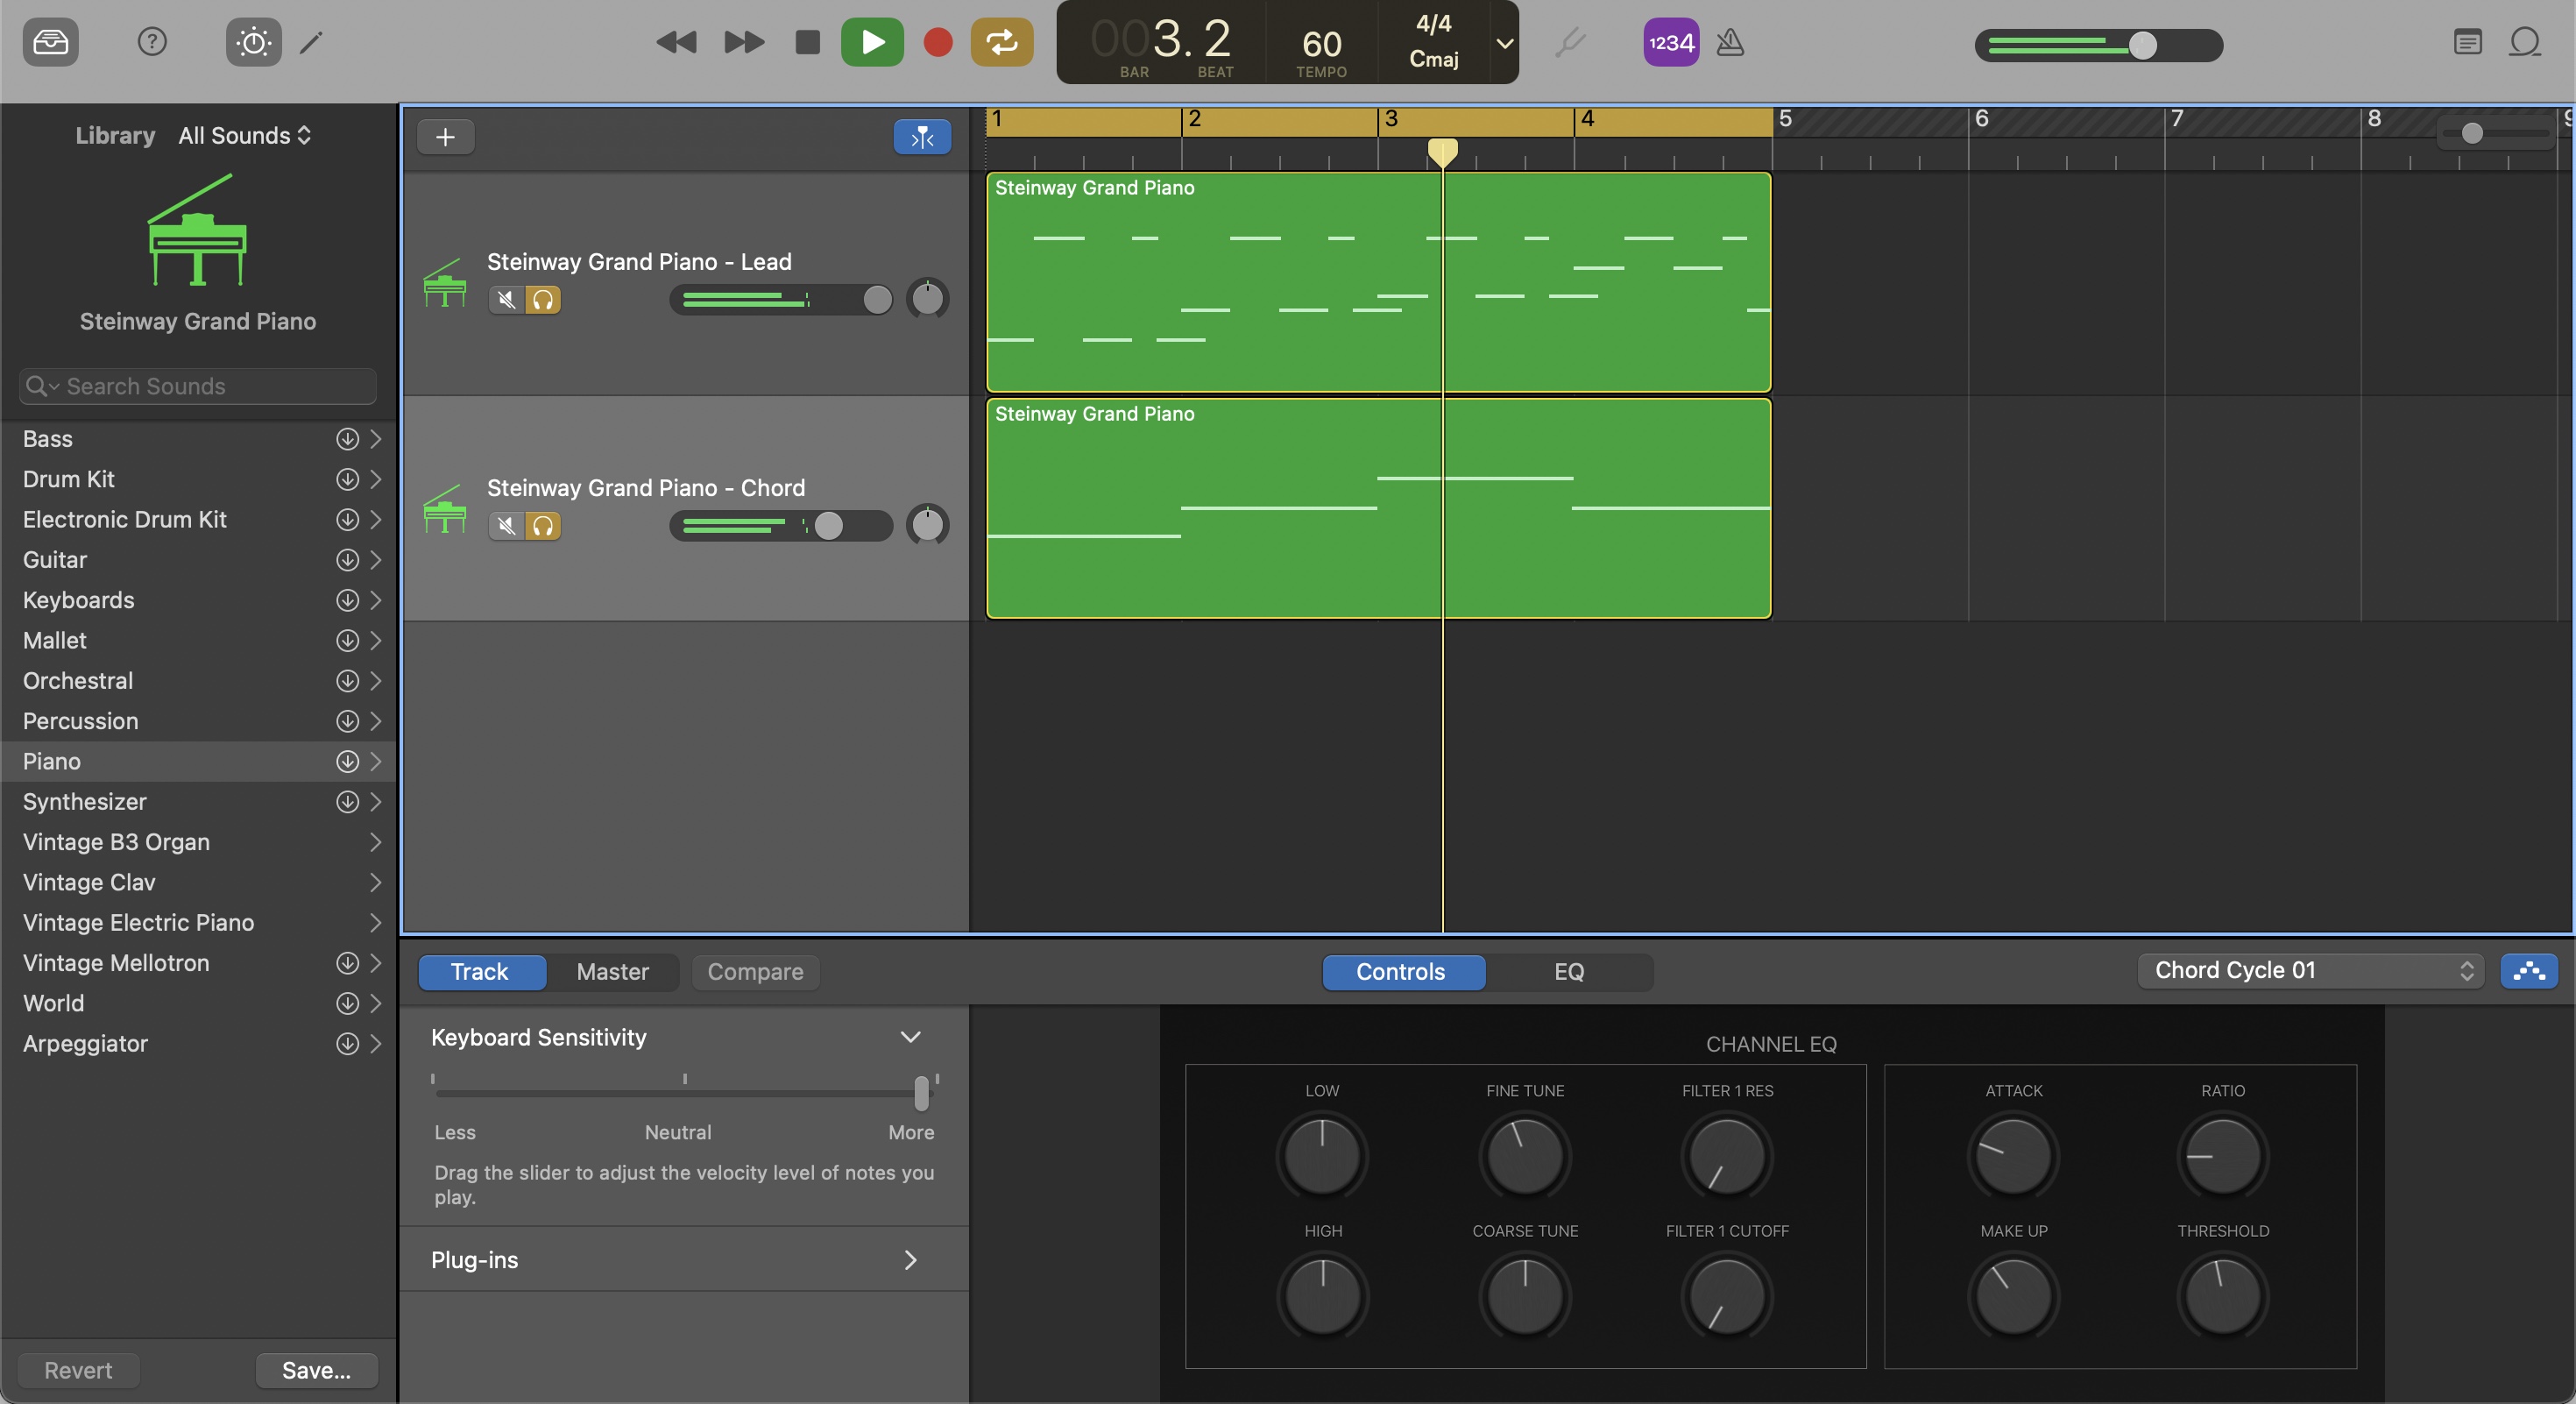 003. 2
BAR BEAT
60
TEMPO
4/4
Cmaj
1234
Library All Sounds
Steinway Grand Piano
Search Sounds
Bass
Drum Kit
Electronic Drum Kit
Guitar
Keyboards
Mallet
Orchestral
Percussion
Piano
Synthesizer
Vintage B3 Organ
Vintage Clav
Vintage Electric Piano
Vintage Mellotron
World
Arpeggiator
Revert Save...
1 2 3 4 5 6 7 8 9
Steinway Grand Piano - Lead
Steinway Grand Piano
Steinway Grand Piano - Chord
Steinway Grand Piano
Track Master Compare
Controls EQ
Chord Cycle 01
Keyboard Sensitivity
Less Neutral More
Drag the slider to adjust the velocity level of notes you
play.
Plug-ins
CHANNEL EQ
LOW FINE TUNE FILTER 1 RES ATTACK RATIO
HIGH COARSE TUNE FILTER 1 CUTOFF MAKE UP THRESHOLD